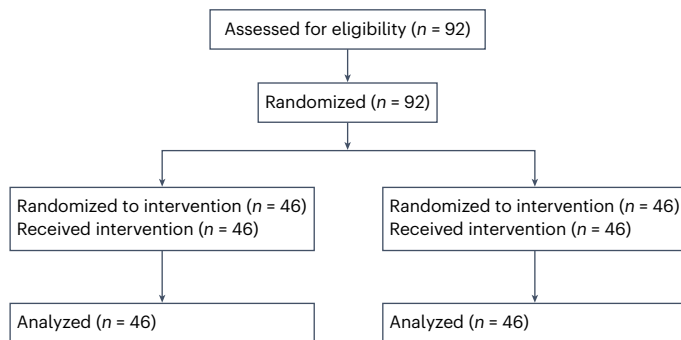 Assessed for eligibility (n = 92)
Randomized (n = 92)
Randomized to intervention (n = 46)
Received intervention (n = 46)
Randomized to intervention (n = 46)
Received intervention (n = 46)
Analyzed (n = 46)
Analyzed (n = 46)